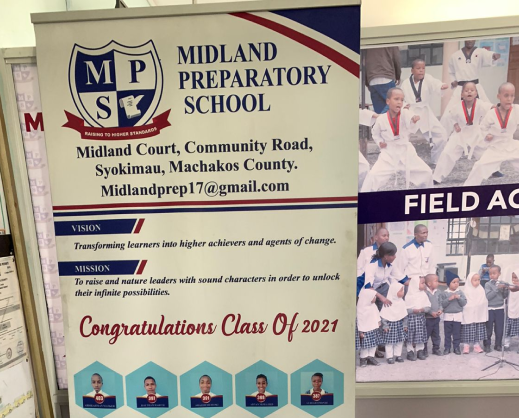 M P
S
RAISING TO HIGHER STANDARDS
MIDLAND
PREPARATORY
SCHOOL
Midland Court, Community Road,
Syokimau, Machakos County.
Midlandprep17@gmail.com
VISION
Transforming learners into higher achievers and agents of change.
MISSION
To raise and nature leaders with sound characters in order to unlock
their infinite possibilities.
Congratulations Class Of 2021
M
FIELD AC